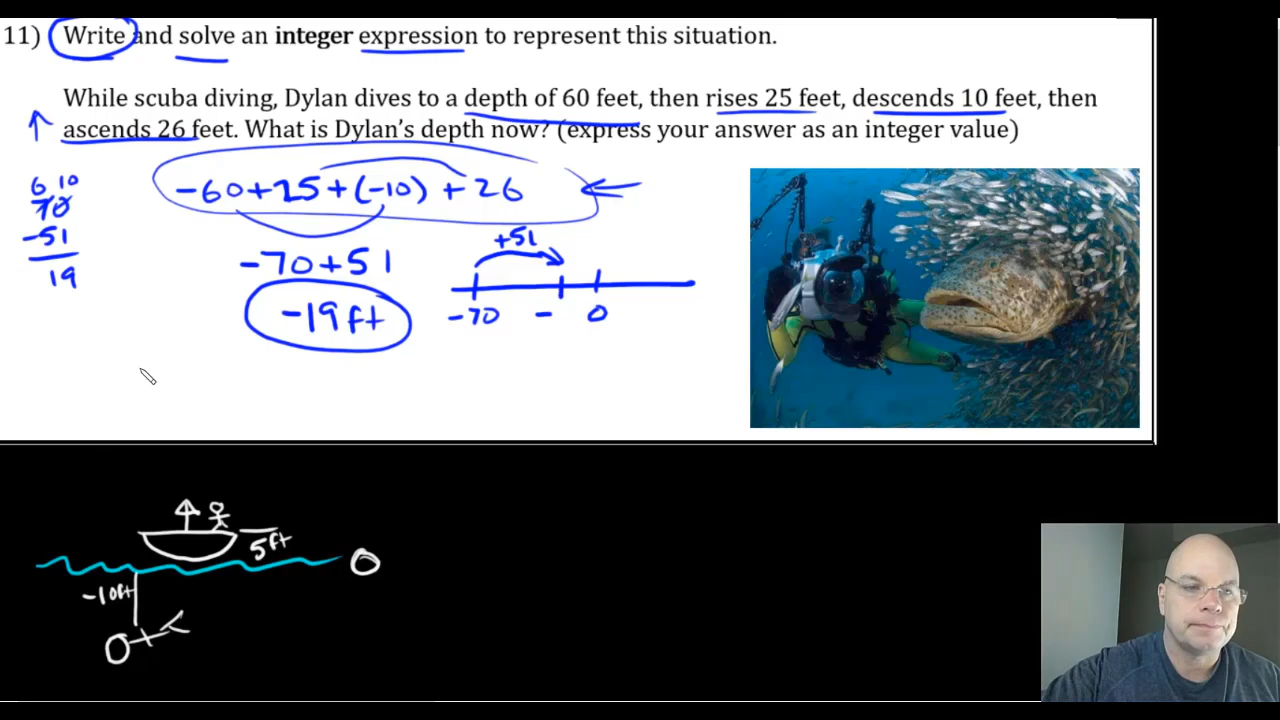 11) Write and solve an integer expression to represent this situation.
While scuba diving, Dylan dives to a depth of 60 feet, then rises 25 feet, descends 10 feet, then
ascends 26 feet. What is Dylan's depth now? (express your answer as an integer value)
6 10
70
-51
19
-60+25+(-10)+26
-70+51
-19ft
+51
-70 - 0
5ft
0
-10ft